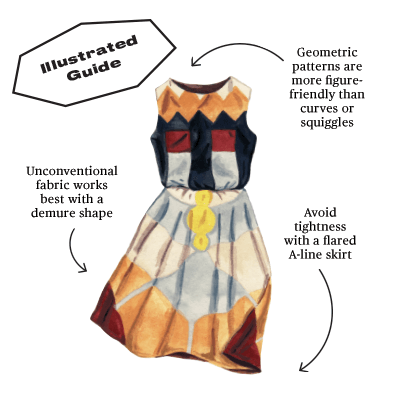 Illustrated
Guide
Geometric
patterns are
more figure-
friendly than
curves or
squiggles
Unconventional
fabric works
best with a
demure shape
Avoid
tightness
with a flared
A-line skirt